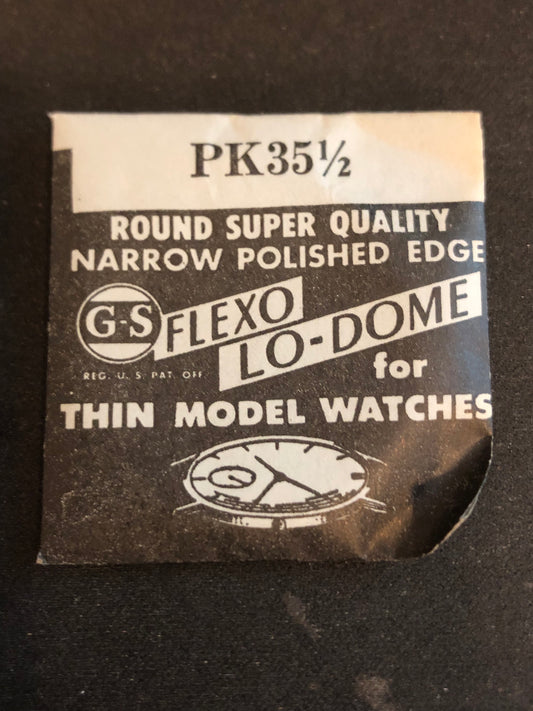 PK35½
ROUND SUPER QUALITY
NARROW POLISHED EDGE
G-S FLEXO
LO-DOME
REG. U. S. PAT. OFF
for
THIN MODEL WATCHES